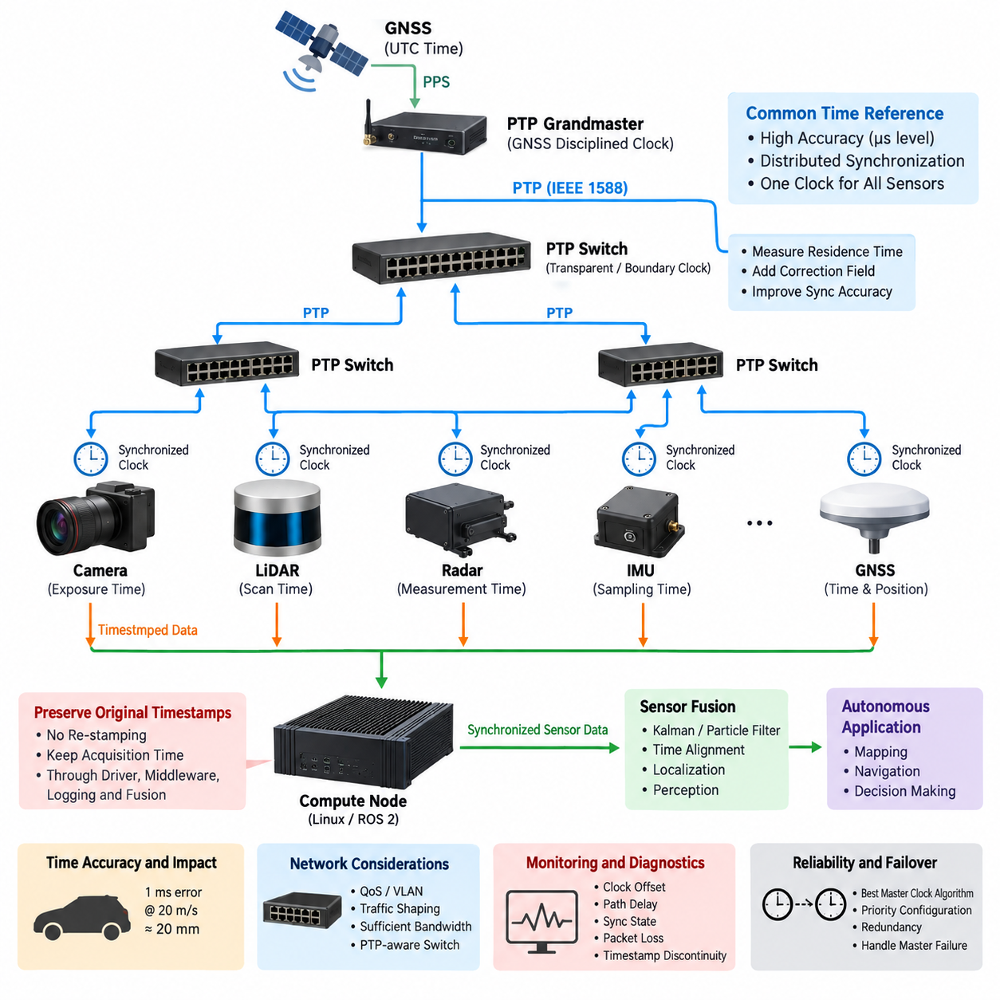 GNSS
(UTC Time)
PPS
PTP Grandmaster
(GNSS Disciplined Clock)
Common Time Reference
• High Accuracy (µs level)
• Distributed Synchronization
• One Clock for All Sensors
PTP (IEEE 1588)
PTP Switch
(Transparent / Boundary Clock)
• Measure Residence Time
• Add Correction Field
• Improve Sync Accuracy
PTP
PTP
PTP Switch
PTP Switch
Synchronized
Clock
Synchronized
Clock
Synchronized
Clock
Synchronized
Clock
Synchronized
Clock
Camera
(Exposure Time)
LiDAR
(Scan Time)
Radar
(Measurement Time)
IMU
(Sampling Time)
...
GNSS
(Time & Position)
Timestmped Data
Preserve Original Timestamps
• No Re-stamping
• Keep Acquisition Time
• Through Driver, Middleware,
Logging and Fusion
Compute Node
(Linux / ROS 2)
Synchronized Sensor Data
Sensor Fusion
• Kalman / Particle Filter
• Time Alignment
• Localization
• Perception
Autonomous
Application
• Mapping
• Navigation
• Decision Making
Time Accuracy and Impact
1 ms error
@ 20 m/s
≈ 20 mm
Network Considerations
• QoS / VLAN
• Traffic Shaping
• Sufficient Bandwidth
• PTP-aware Switch
Monitoring and Diagnostics
• Clock Offset
• Path Delay
• Sync State
• Packet Loss
• Timestamp Discontinuity
Reliability and Failover
• Best Master Clock Algorithm
• Priority Confidiguration
• Redundancy
• Handle Master Failure